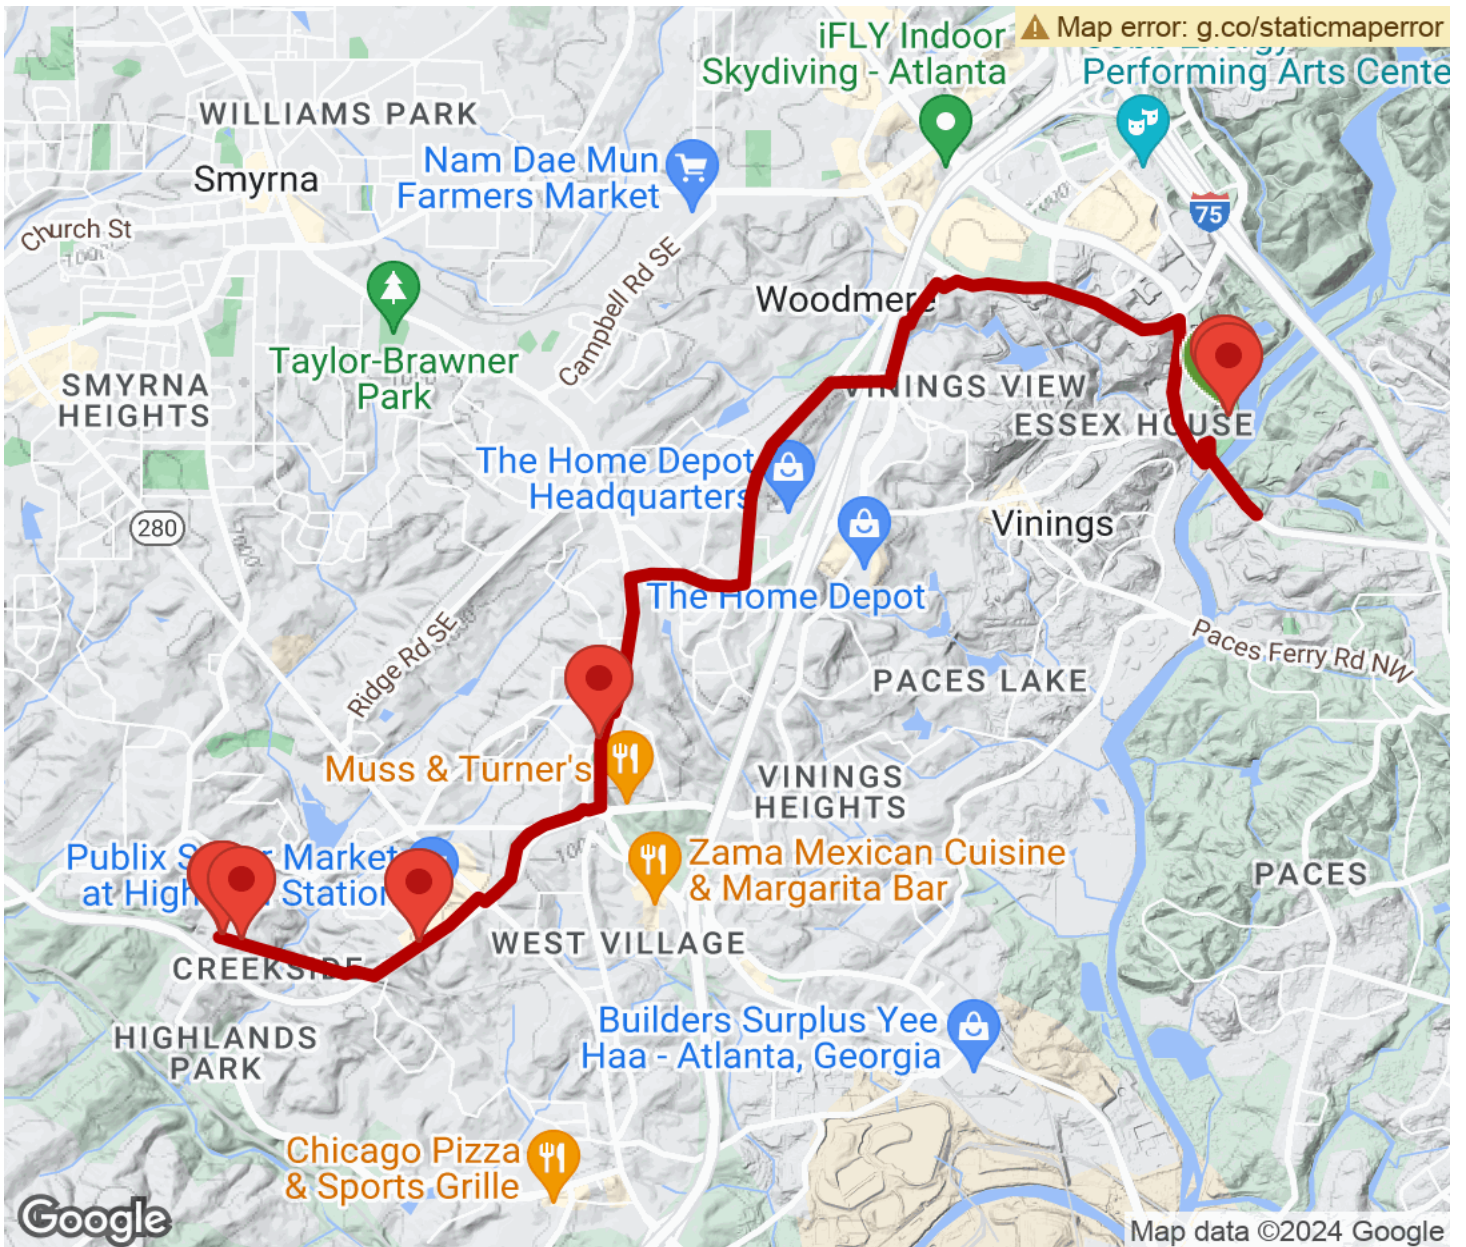 Map error: g.co/staticmaperror
iFLY Indoor
Skydiving - Atlanta
Performing Arts Cente
WILLIAMS PARK
Nam Dae Mun
Farmers Market
Smyrna
75
Church St
Campbell Rd SE
Woodmere
Taylor-Brawner
Park
SMYRNA
HEIGHTS
VININGS VIEW
ESSEX HOUSE
The Home Depot
Headquarters
280
Vinings
The Home Depot
Ridge Rd SE
Paces Ferry Rd NW
PACES LAKE
Muss & Turner's
VININGS
HEIGHTS
Publix S r Market
at High Station
Zama Mexican Cuisine
& Margarita Bar
PACES
WEST VILLAGE
CREEKSIDE
HIGHLANDS
PARK
Builders Surplus Yee
Haa - Atlanta, Georgia
Chicago Pizza
& Sports Grille
Google
Map data ©2024 Google